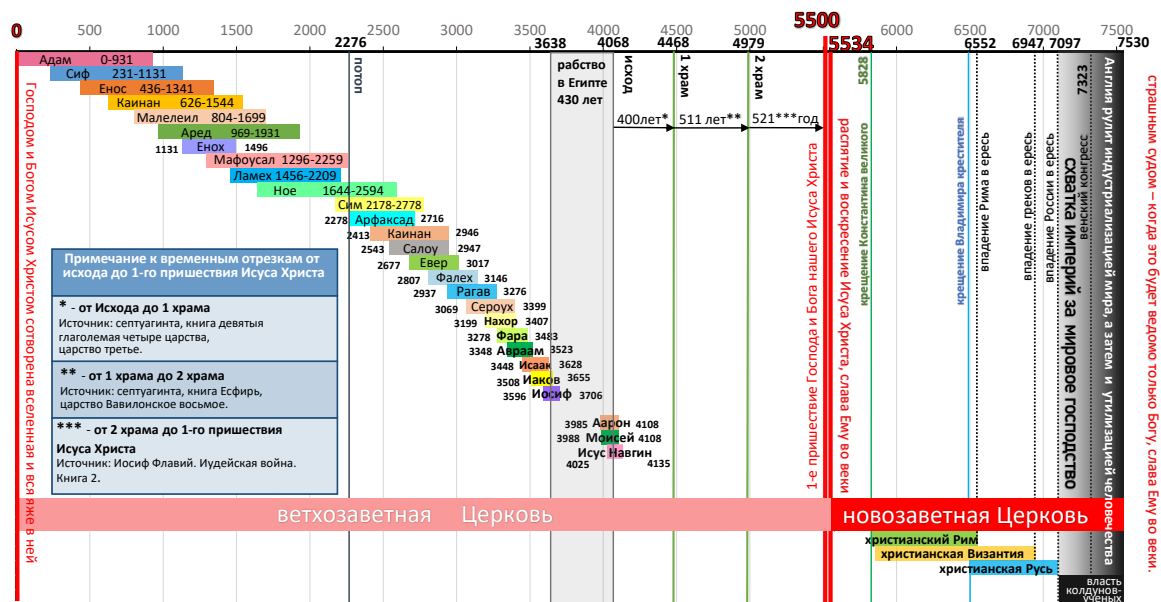 0 500 1000 1500 2000 2500 3000 3500 4000 4500 5000 5500 6000 6500 7000 7500
2276 3638 4068 4468 4979 5534 6552 6947 7097 7530
Господом и Богом Исусом Христом сотворена вселенная и вся яже в ней
Адам 0-931
Сиф 231-1131
Енос 436-1341
Каинан 626-1544
Малелеил 804-1699
Аред 969-1931
1131 Енох 1496
Мафоусал 1296-2259
Ламех 1456-2209
Ное 1644-2594
Сим 2178-2778
2278 Арфаксад 2716
2413 Каинан 2946
2543 Салоу 2947
2677 Евер 3017
2807 Фалех 3146
2937 Рагав 3276
3069 Сероух 3399
3199 Нахор 3407
3278 Фара 3483
3348 Авраам 3523
3448 Исаак 3628
3508 Иаков 3655
3596 Иосиф 3706
3985 Аарон 4108
3988 Моисей 4108
Исус Навгин
4025 4135
потоп
рабство
в Египте
430 лет
исход
1 храм
2 храм
400лет*
511 лет**
521***год
1-е пришествие Господа и Бога нашего Исуса Христа
распятие и воскресение Исуса Христа, слава Ему во веки
5828
крещение Константина великого
крещение Владимира крестителя
впадение Рима в ересь
впадение греков в ересь
впадение России в ересь
схватка империй за мировое господство
7323
венский конгресс
Англия рулит индустриализацией мира, а затем и утилизацией человечества
страшным судом – когда это будет ведомо только Богу, слава Ему во веки.
Примечание к временным отрезкам от
исхода до 1-го пришествия Исуса Христа
* - от Исхода до 1 храма
Источник: септуагинта, книга девятыя
глаголемая четыре царства,
царство третье.
** - от 1 храма до 2 храма
Источник: септуагинта, книга Есфирь,
царство Вавилонское восьмое.
*** - от 2 храма до 1-го пришествия
Исуса Христа
Источник: Иосиф Флавий. Иудейская война.
Книга 2.
ветхозаветная Церковь
новозаветная Церковь
христианский Рим
христианская Византия
христианская Русь
власть
колдунов-
ученых